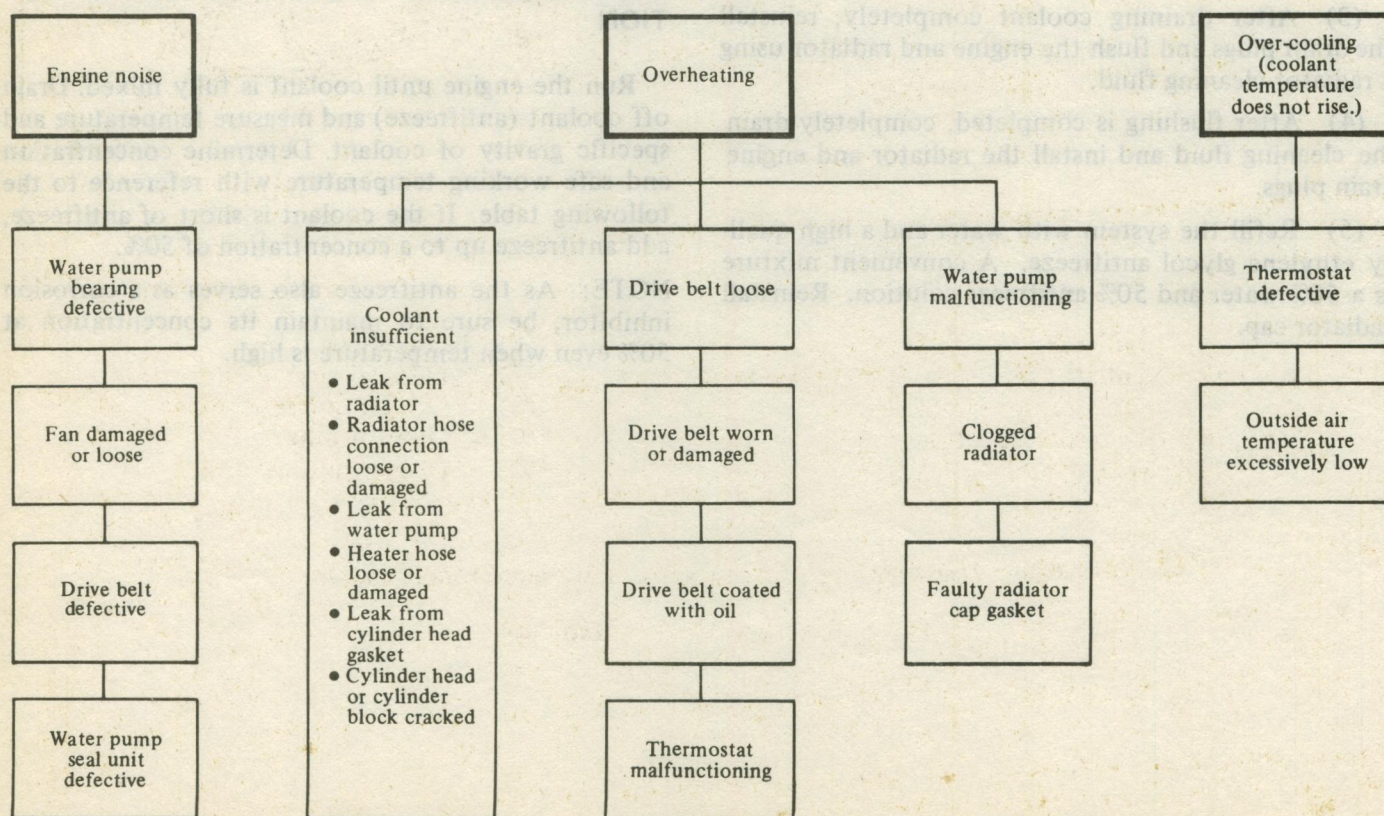 Engine noise
Overheating
Over-cooling
(coolant
temperature
does not rise.)
Water pump
bearing
defective
Fan damaged
or loose
Drive belt
defective
Water pump
seal unit
defective
Coolant
insufficient
● Leak from
radiator
● Radiator hose
connection
loose or
damaged
● Leak from
water pump
● Heater hose
loose or
damaged
● Leak from
cylinder head
gasket
● Cylinder head
or cylinder
block cracked
Drive belt loose
Drive belt worn
or damaged
Drive belt coated
with oil
Thermostat
malfunctioning
Water pump
malfunctioning
Clogged
radiator
Faulty radiator
cap gasket
Thermostat
defective
Outside air
temperature
excessively low